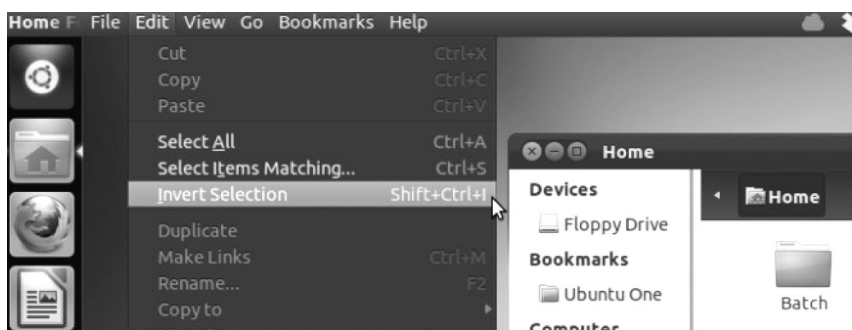 Home Fo File Edit View Go Bookmarks Help
Cut Ctrl+X
Copy Ctrl+C
Paste Ctrl+V
Select All Ctrl+A
Select Items Matching... Ctrl+S
Invert Selection Shift+Ctrl+I
Duplicate
Make Links Ctrl+M
Rename... F2
Copy to
Home
Devices
Floppy Drive
Bookmarks
Ubuntu One
Computer
Home
Batch